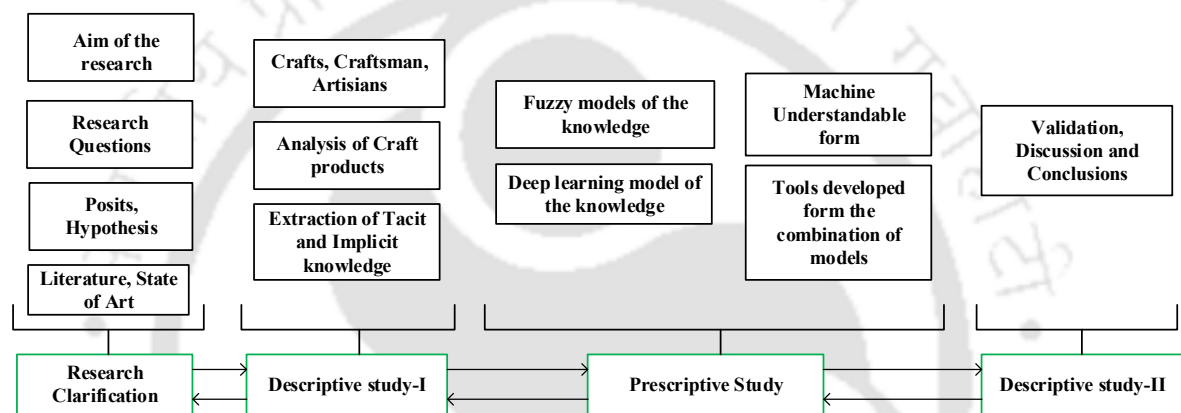 Aim of the
research
Research
Questions
Posits,
Hypothesis
Literature, State
of Art
Crafts, Craftsman,
Artisians
Analysis of Craft
products
Extraction of Tacit
and Implicit
knowledge
Fuzzy models of the
knowledge
Deep learning model of
the knowledge
Machine
Understandable
form
Tools developed
form the
combination of
models
Validation,
Discussion and
Conclusions
Research
Clarification
Descriptive study-I
Prescriptive Study
Descriptive study-II